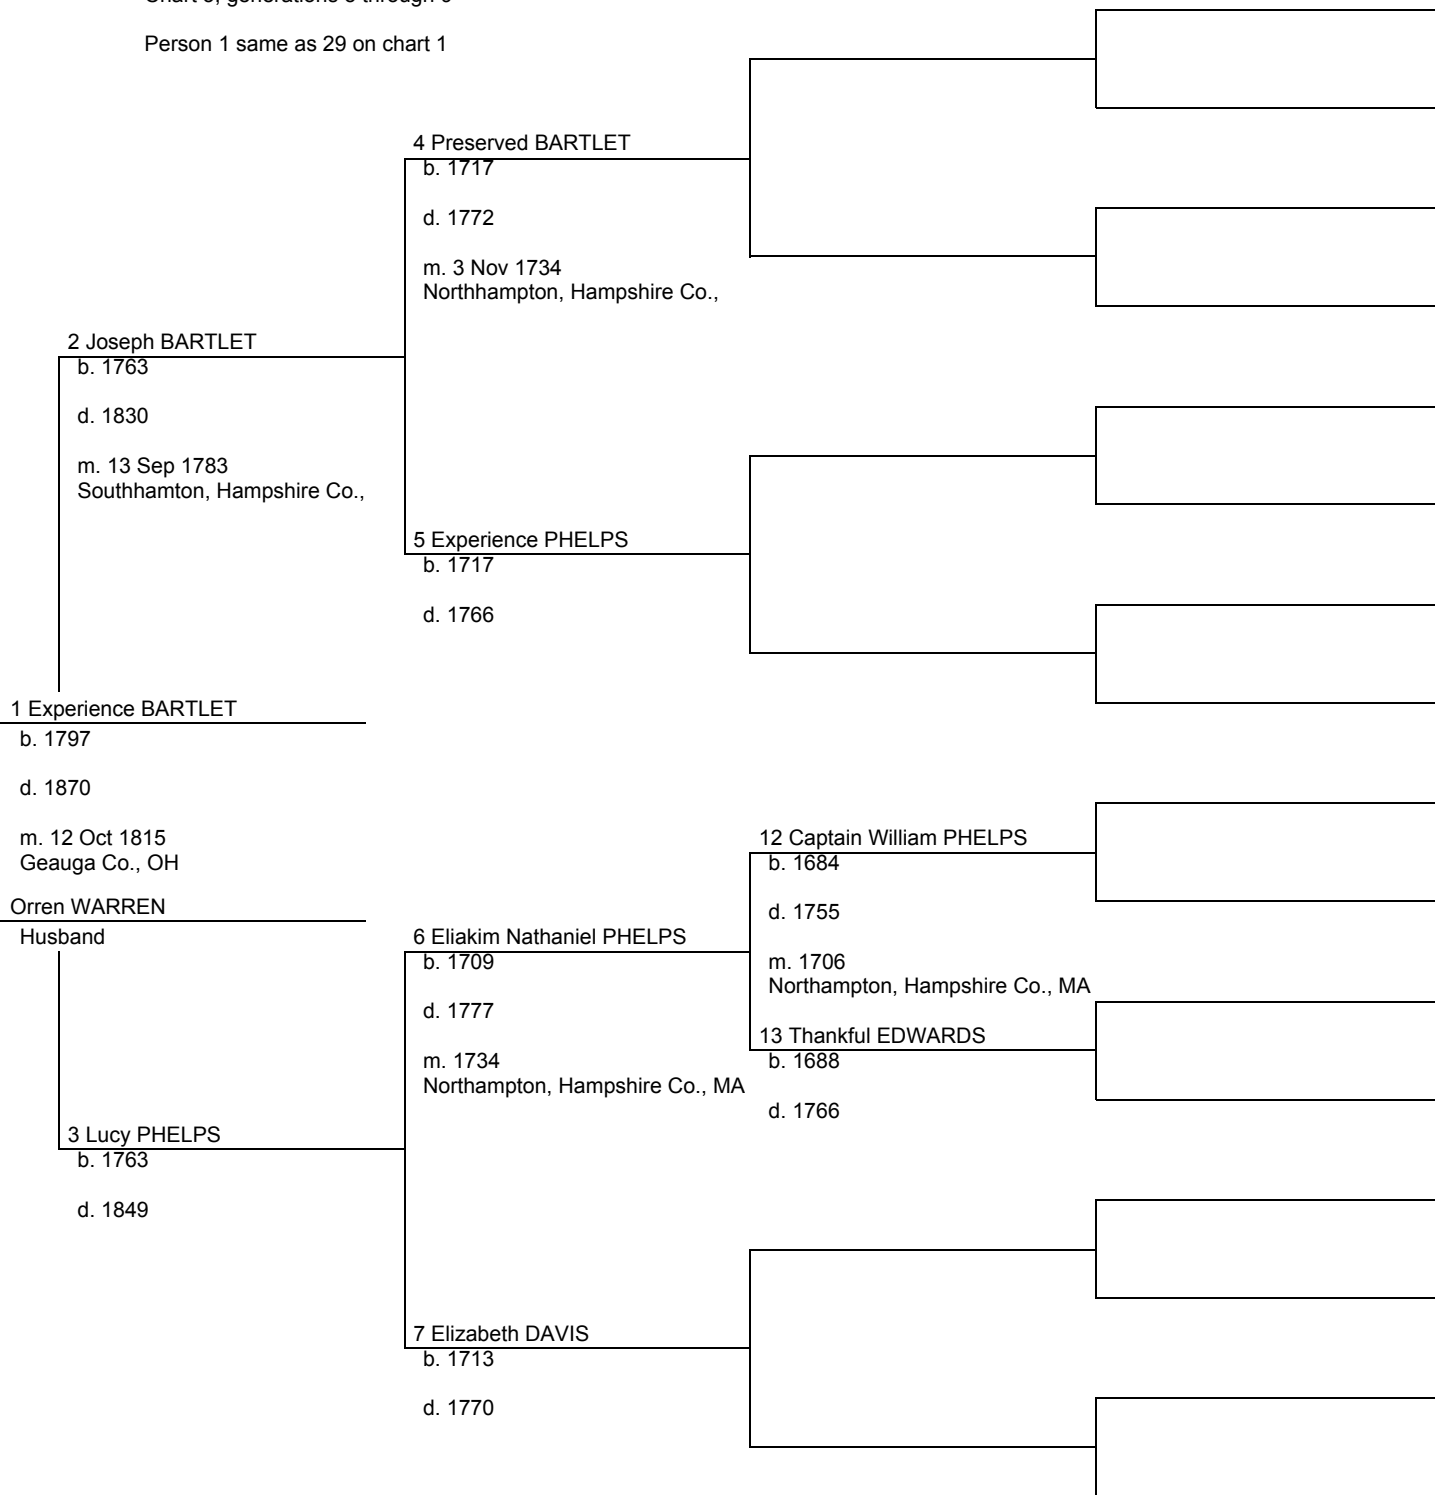 Person 1 same as 29 on chart 1
4 Preserved BARTLET
b. 1717
d. 1772
m. 3 Nov 1734
Northhampton, Hampshire Co.,
2 Joseph BARTLET
b. 1763
d. 1830
m. 13 Sep 1783
Southhamton, Hampshire Co.,
5 Experience PHELPS
b. 1717
d. 1766
1 Experience BARTLET
b. 1797
d. 1870
m. 12 Oct 1815
Geauga Co., OH
Orren WARREN
Husband
12 Captain William PHELPS
b. 1684
d. 1755
m. 1706
Northampton, Hampshire Co., MA
6 Eliakim Nathaniel PHELPS
b. 1709
d. 1777
m. 1734
Northampton, Hampshire Co., MA
13 Thankful EDWARDS
b. 1688
d. 1766
3 Lucy PHELPS
b. 1763
d. 1849
7 Elizabeth DAVIS
b. 1713
d. 1770